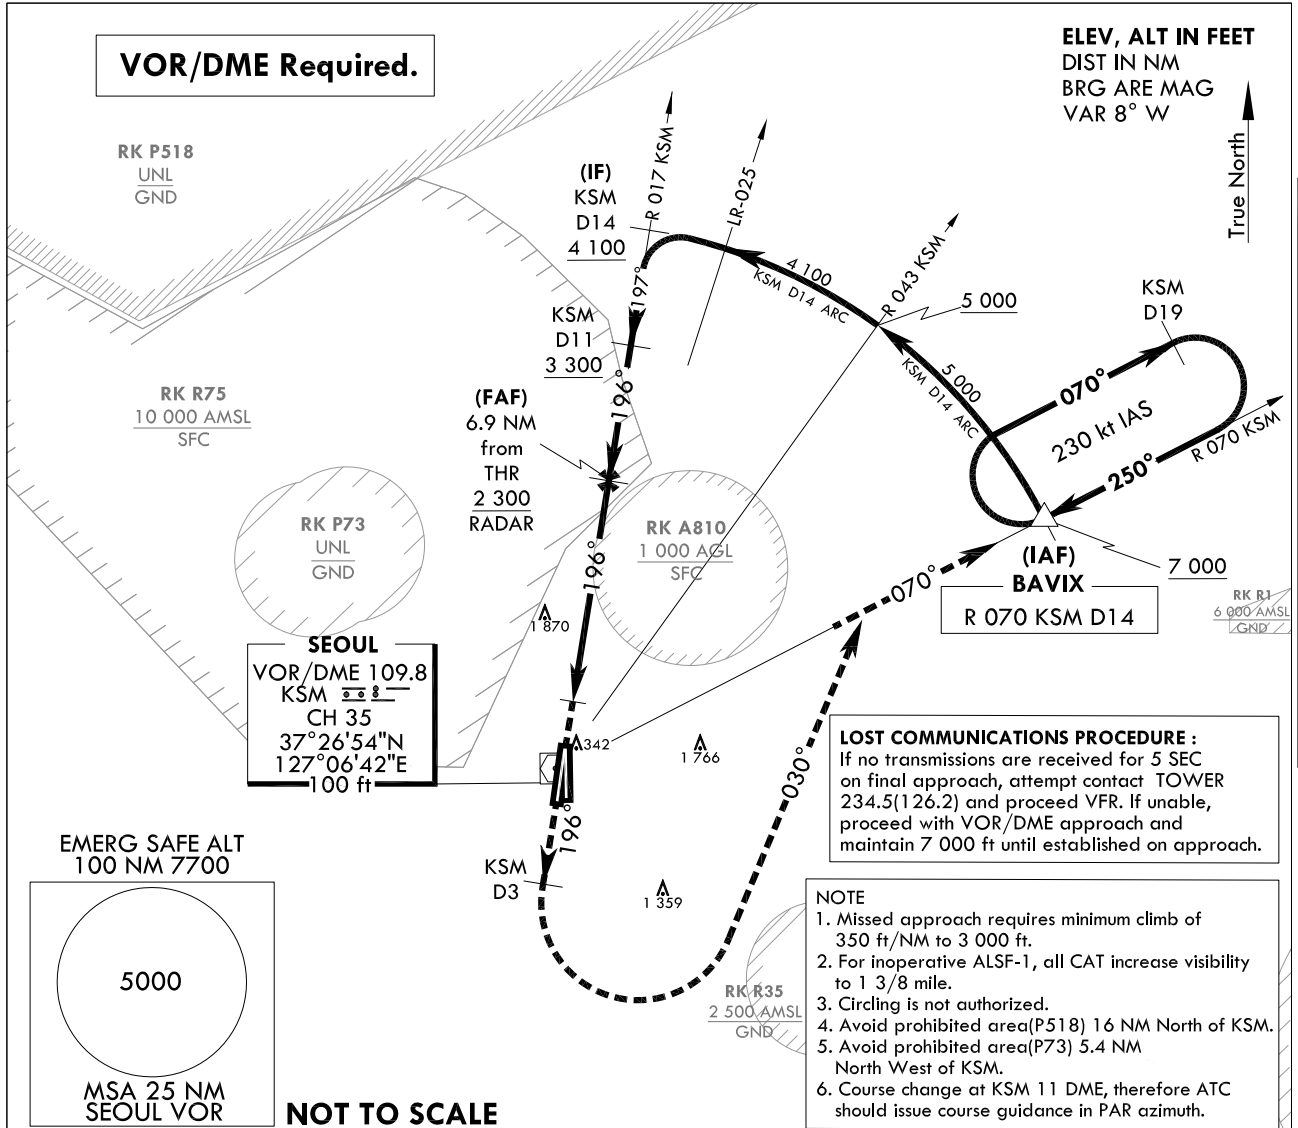 VOR/DME Required.
ELEV, ALT IN FEET
DIST IN NM
BRG ARE MAG
VAR 8° W
True North
RK P518
UNL
GND
(IF)
KSM
D14
4 100
R 017 KSM
LR-025
4 100
KSM D14 ARC
R 043 KSM
5 000
5 000
KSM D14 ARC
KSM
D19
070°
230 kt IAS
250°
R 070 KSM
197°
KSM
D11
3 300
196°
RK R75
10 000 AMSL
SFC
(FAF)
6.9 NM
from
THR
2 300
RADAR
RK P73
UNL
GND
RK A810
1 000 AGL
SFC
196°
070°
(IAF)
BAVIX
R 070 KSM D14
7 000
RK R1
6 000 AMSL
GND
1 870
SEOUL
VOR/DME 109.8
KSM
CH 35
37°26'54"N
127°06'42"E
100 ft
342
1 766
030°
196°
KSM
D3
1 359
LOST COMMUNICATIONS PROCEDURE :
If no transmissions are received for 5 SEC
on final approach, attempt contact TOWER
234.5(126.2) and proceed VFR. If unable,
proceed with VOR/DME approach and
maintain 7 000 ft until established on approach.
EMERG SAFE ALT
100 NM 7700
5000
MSA 25 NM
SEOUL VOR
NOT TO SCALE
RK R35
2 500 AMSL
GND
NOTE
1. Missed approach requires minimum climb of
350 ft/NM to 3 000 ft.
2. For inoperative ALSF-1, all CAT increase visibility
to 1 3/8 mile.
3. Circling is not authorized.
4. Avoid prohibited area(P518) 16 NM North of KSM.
5. Avoid prohibited area(P73) 5.4 NM
North West of KSM.
6. Course change at KSM 11 DME, therefore ATC
should issue course guidance in PAR azimuth.